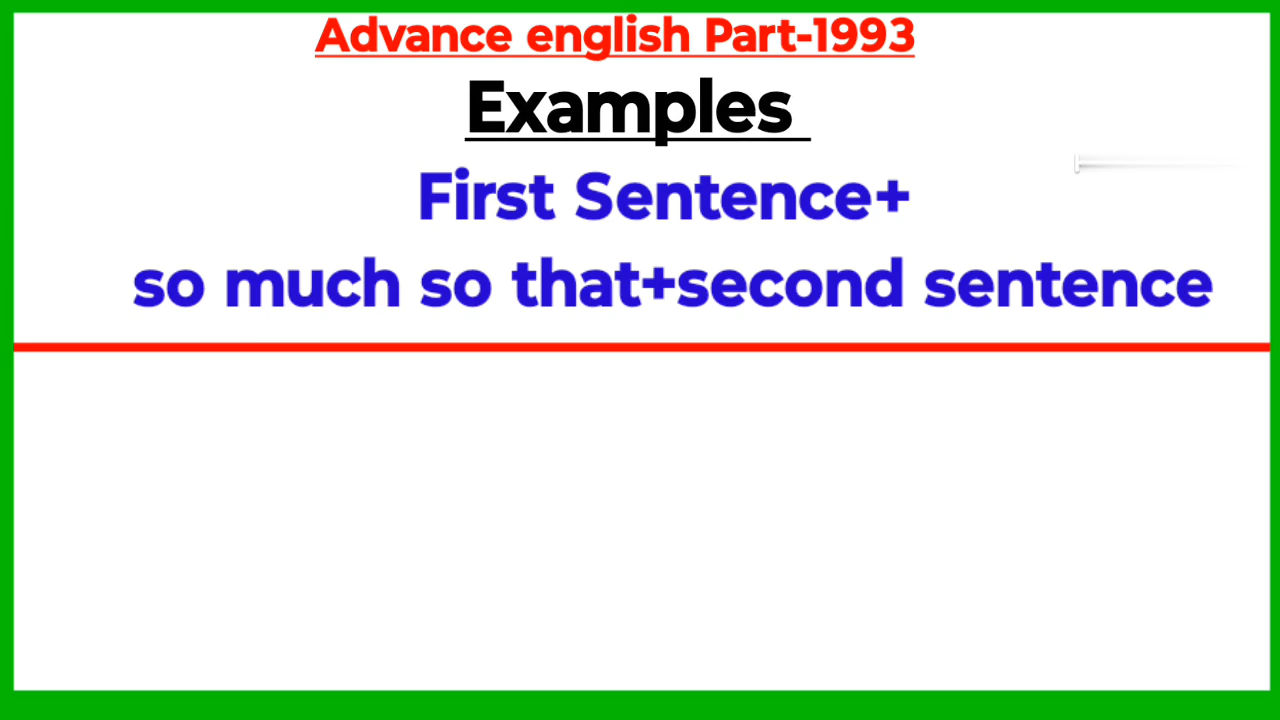 Advance english Part-1993
Examples
First Sentence+
so much so that+second sentence